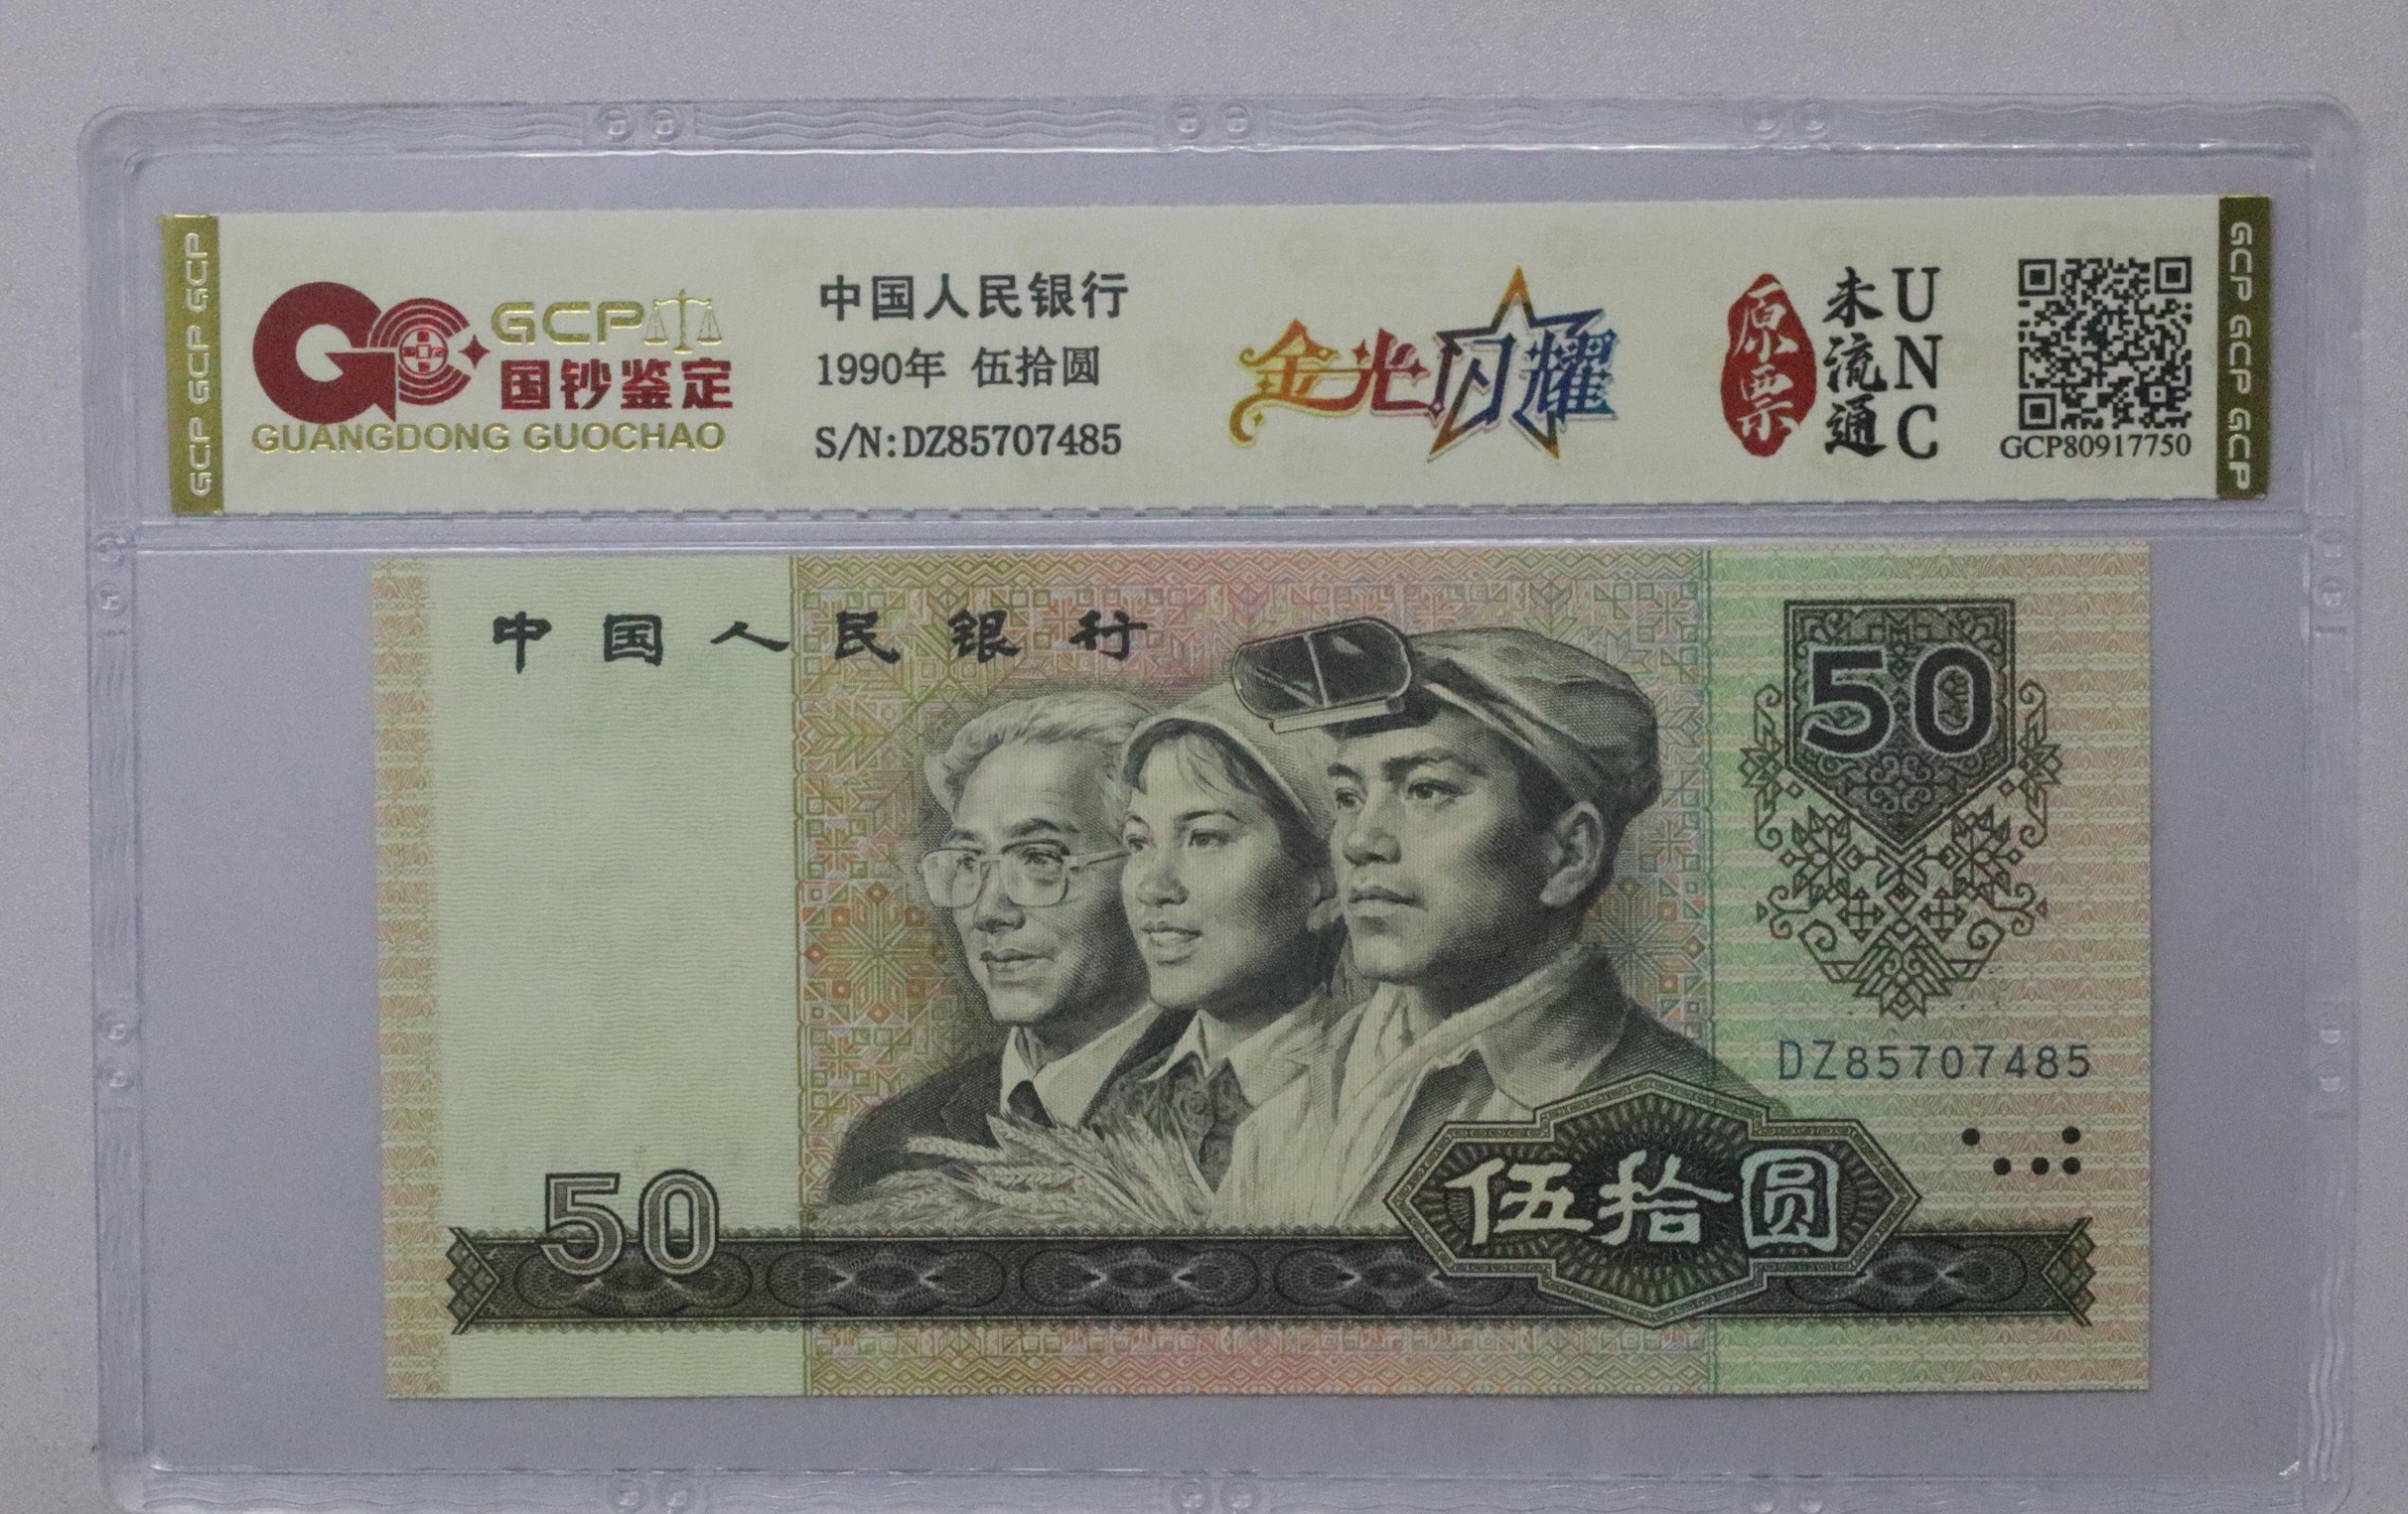 GCP GCP GCP GCP
GCP
国钞鉴定
GUANGDONG GUOCHAO
中国人民银行
1990年 伍拾圆
S/N:DZ85707485
金光闪耀
原票
未流通
UNC
GCP80917750
GCP GCP GCP GCP
中国人民银行
50
DZ85707485
50
伍拾圆